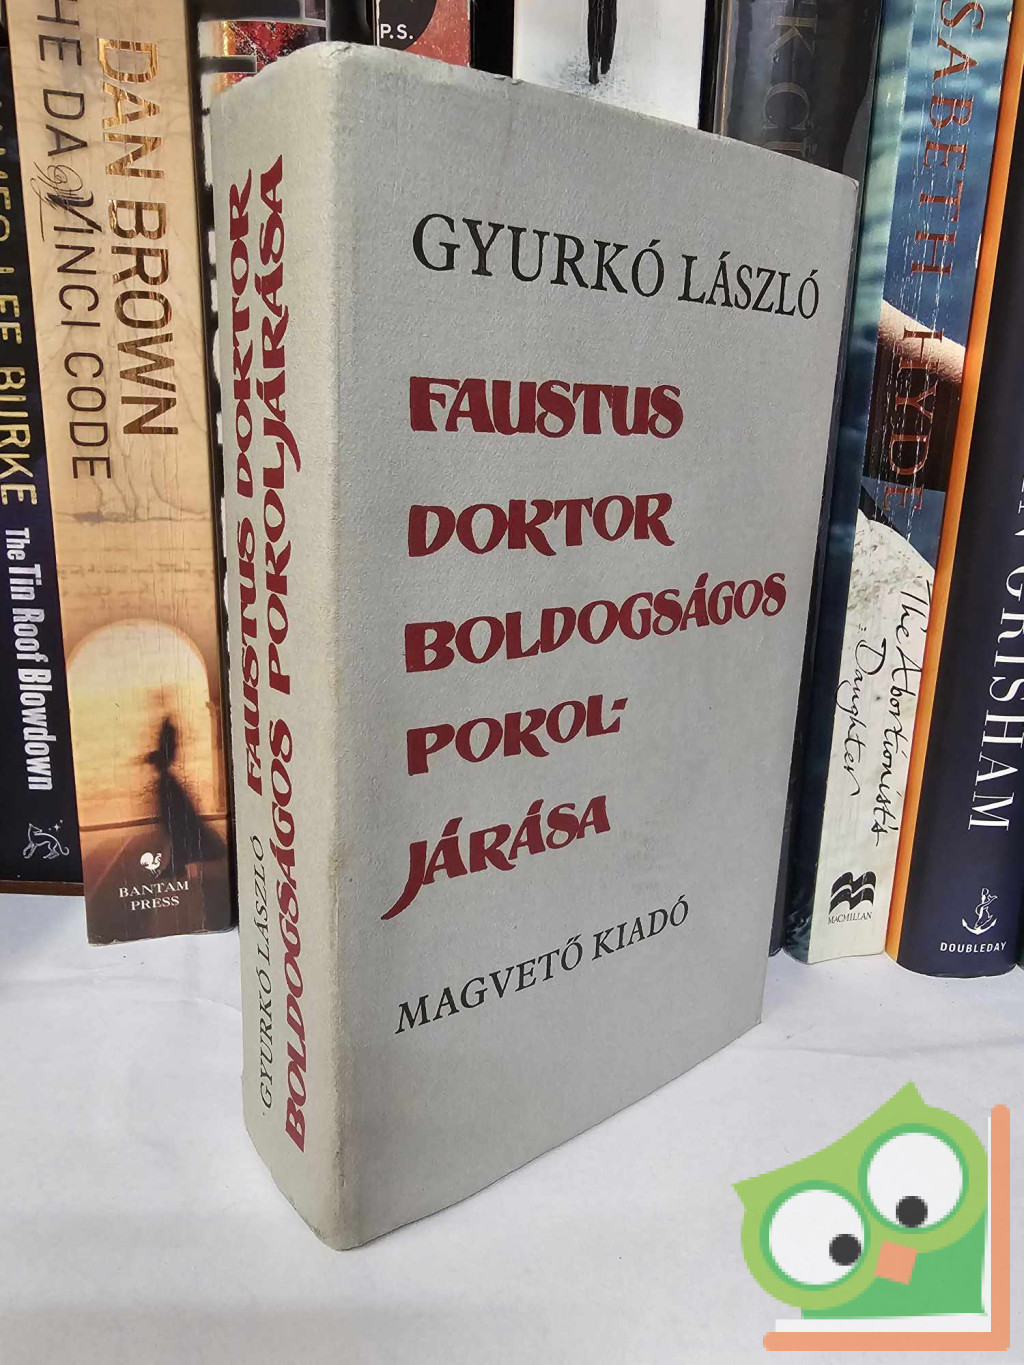 GYURKÓ LÁSZLÓ
FAUSTUS
DOKTOR
BOLDOGSÁGOS
POKOL-
JÁRÁSA
MAGVETŐ KIADÓ
GYURKÓ LÁSZLÓ FAUSTUS DOKTOR
BOLDOGSÁGOS POKOLJÁRÁSA
LEE BURKE
The Tin Roof Blowdown
DAN BROWN
THE DA VINCI CODE
BANTAM
PRESS
P.S.
HYDE
The Abortionist's
Daughter
MACMILLAN
GRISHAM
DOUBLEDAY